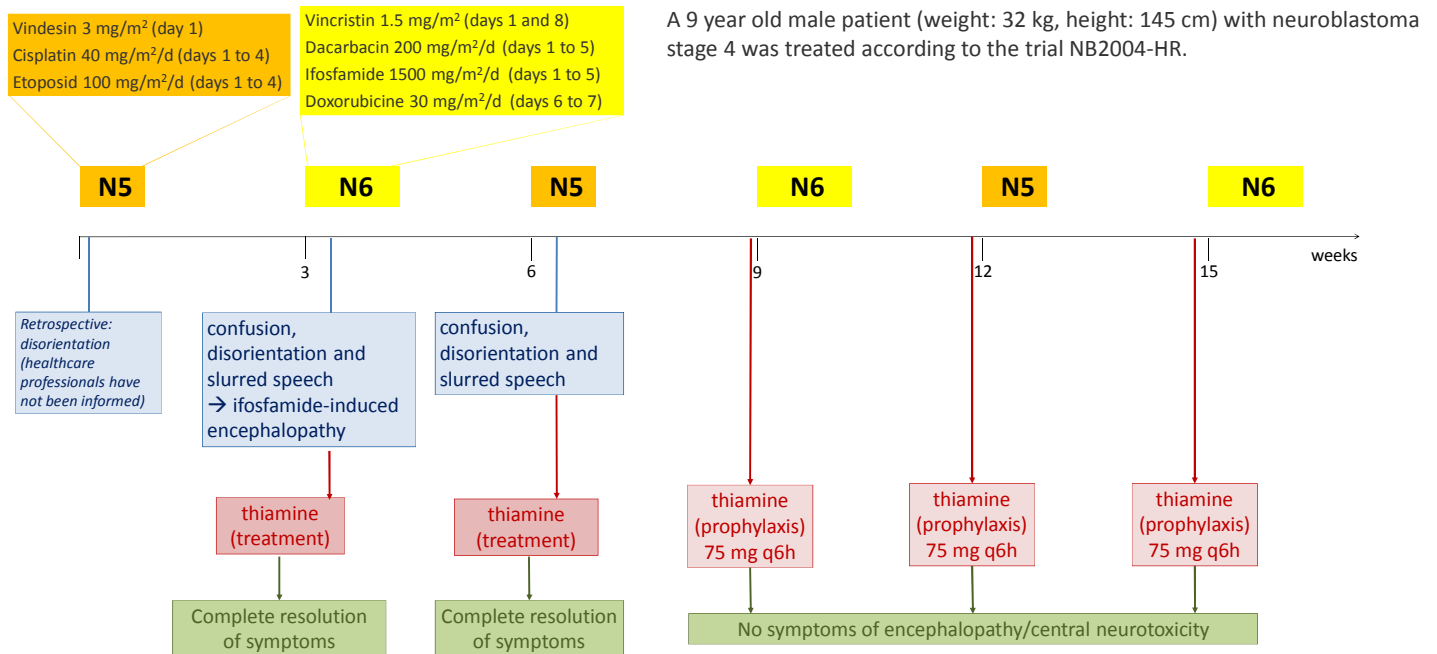 Vindesin 3 mg/m² (day 1)
Cisplatin 40 mg/m²/d (days 1 to 4)
Etoposid 100 mg/m²/d (days 1 to 4)
Vincristin 1.5 mg/m² (days 1 and 8)
Dacarbacin 200 mg/m²/d (days 1 to 5)
Ifosfamide 1500 mg/m²/d (days 1 to 5)
Doxorubicine 30 mg/m²/d (days 6 to 7)
A 9 year old male patient (weight: 32 kg, height: 145 cm) with neuroblastoma
stage 4 was treated according to the trial NB2004-HR.
N5
N6
N5
N6
N5
N6
3
6
9
12
15
weeks
Retrospective:
disorientation
(healthcare
professionals have
not been informed)
confusion,
disorientation and
slurred speech
→ ifosfamide-induced
encephalopathy
confusion,
disorientation and
slurred speech
thiamine
(treatment)
thiamine
(treatment)
thiamine
(prophylaxis)
75 mg q6h
thiamine
(prophylaxis)
75 mg q6h
thiamine
(prophylaxis)
75 mg q6h
Complete resolution
of symptoms
Complete resolution
of symptoms
No symptoms of encephalopathy/central neurotoxicity